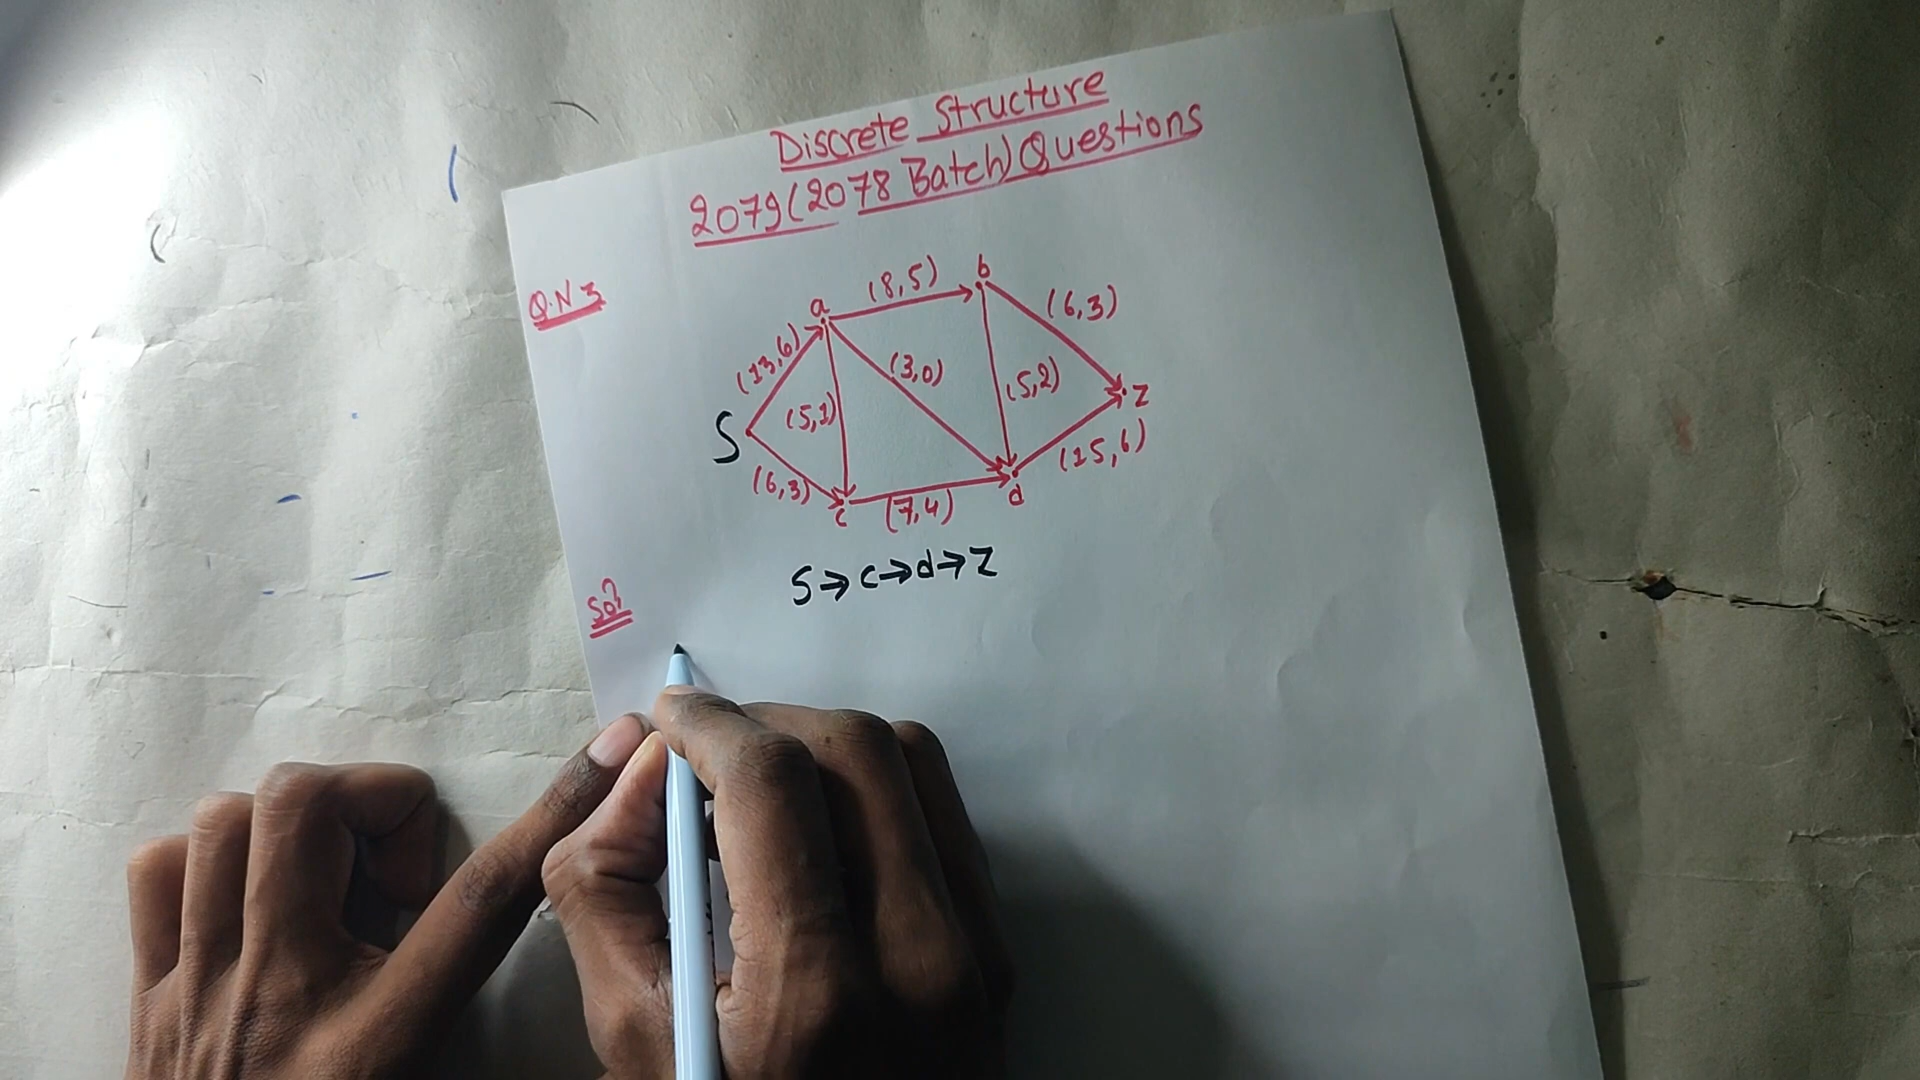 Discrete Structure
2079(2078 Batch) Questions
Q.N 3
a
(8,5)
b
(6,3)
(13,6)
(5,1)
(3,0)
(5,2)
Z
S
(6,3)
c
(7,4)
d
(15,6)
S→c→d→Z
Sol